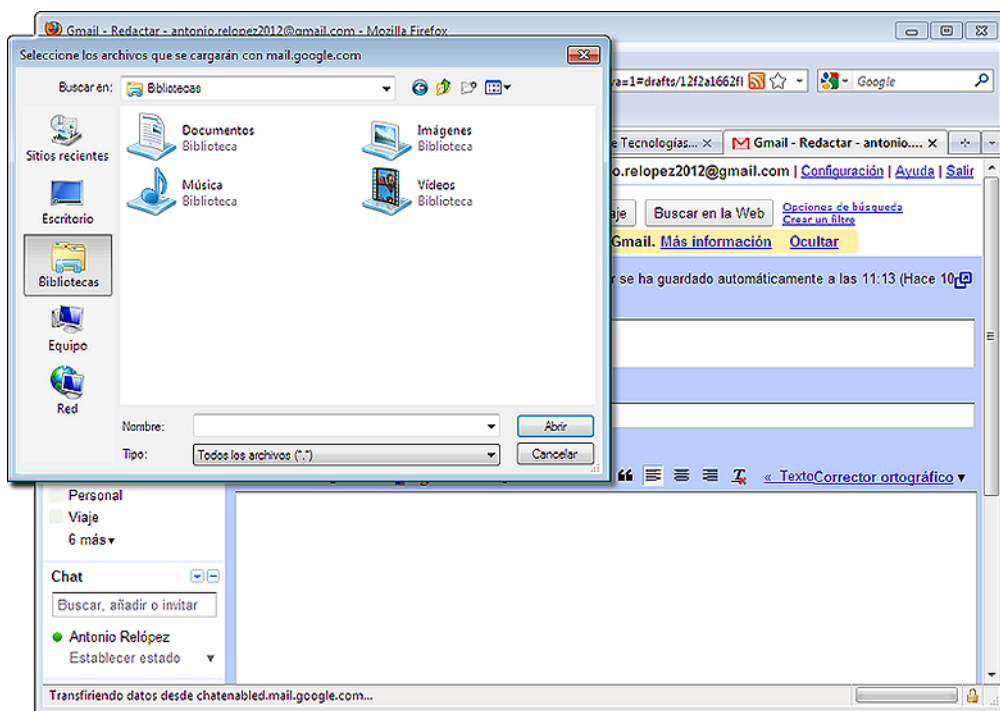 Gmail - Redactar - antonio.relopez2012@gmail.com - Mozilla Firefox
Seleccione los archivos que se cargarán con mail.google.com
Buscar en: Bibliotecas
Sitios recientes
Escritorio
Bibliotecas
Equipo
Red
Documentos
Biblioteca
Imágenes
Biblioteca
Música
Biblioteca
Vídeos
Biblioteca
Nombre:
Abrir
Tipo: Todos los archivos (*.*)
Cancelar
?a=1#drafts/12f2a1662fl
Google
e Tecnologías...
Gmail - Redactar - antonio....
o.relopez2012@gmail.com | Configuración | Ayuda | Salir
aje
Buscar en la Web
Opciones de búsqueda
Crear un filtro
Gmail. Más información Ocultar
r se ha guardado automáticamente a las 11:13 (Hace 10
« Texto Corrector ortográfico ▼
Personal
Viaje
6 más▾
Chat
Buscar, añadir o invitar
Antonio Relópez
Establecer estado
Transfiriendo datos desde chatenabled.mail.google.com...